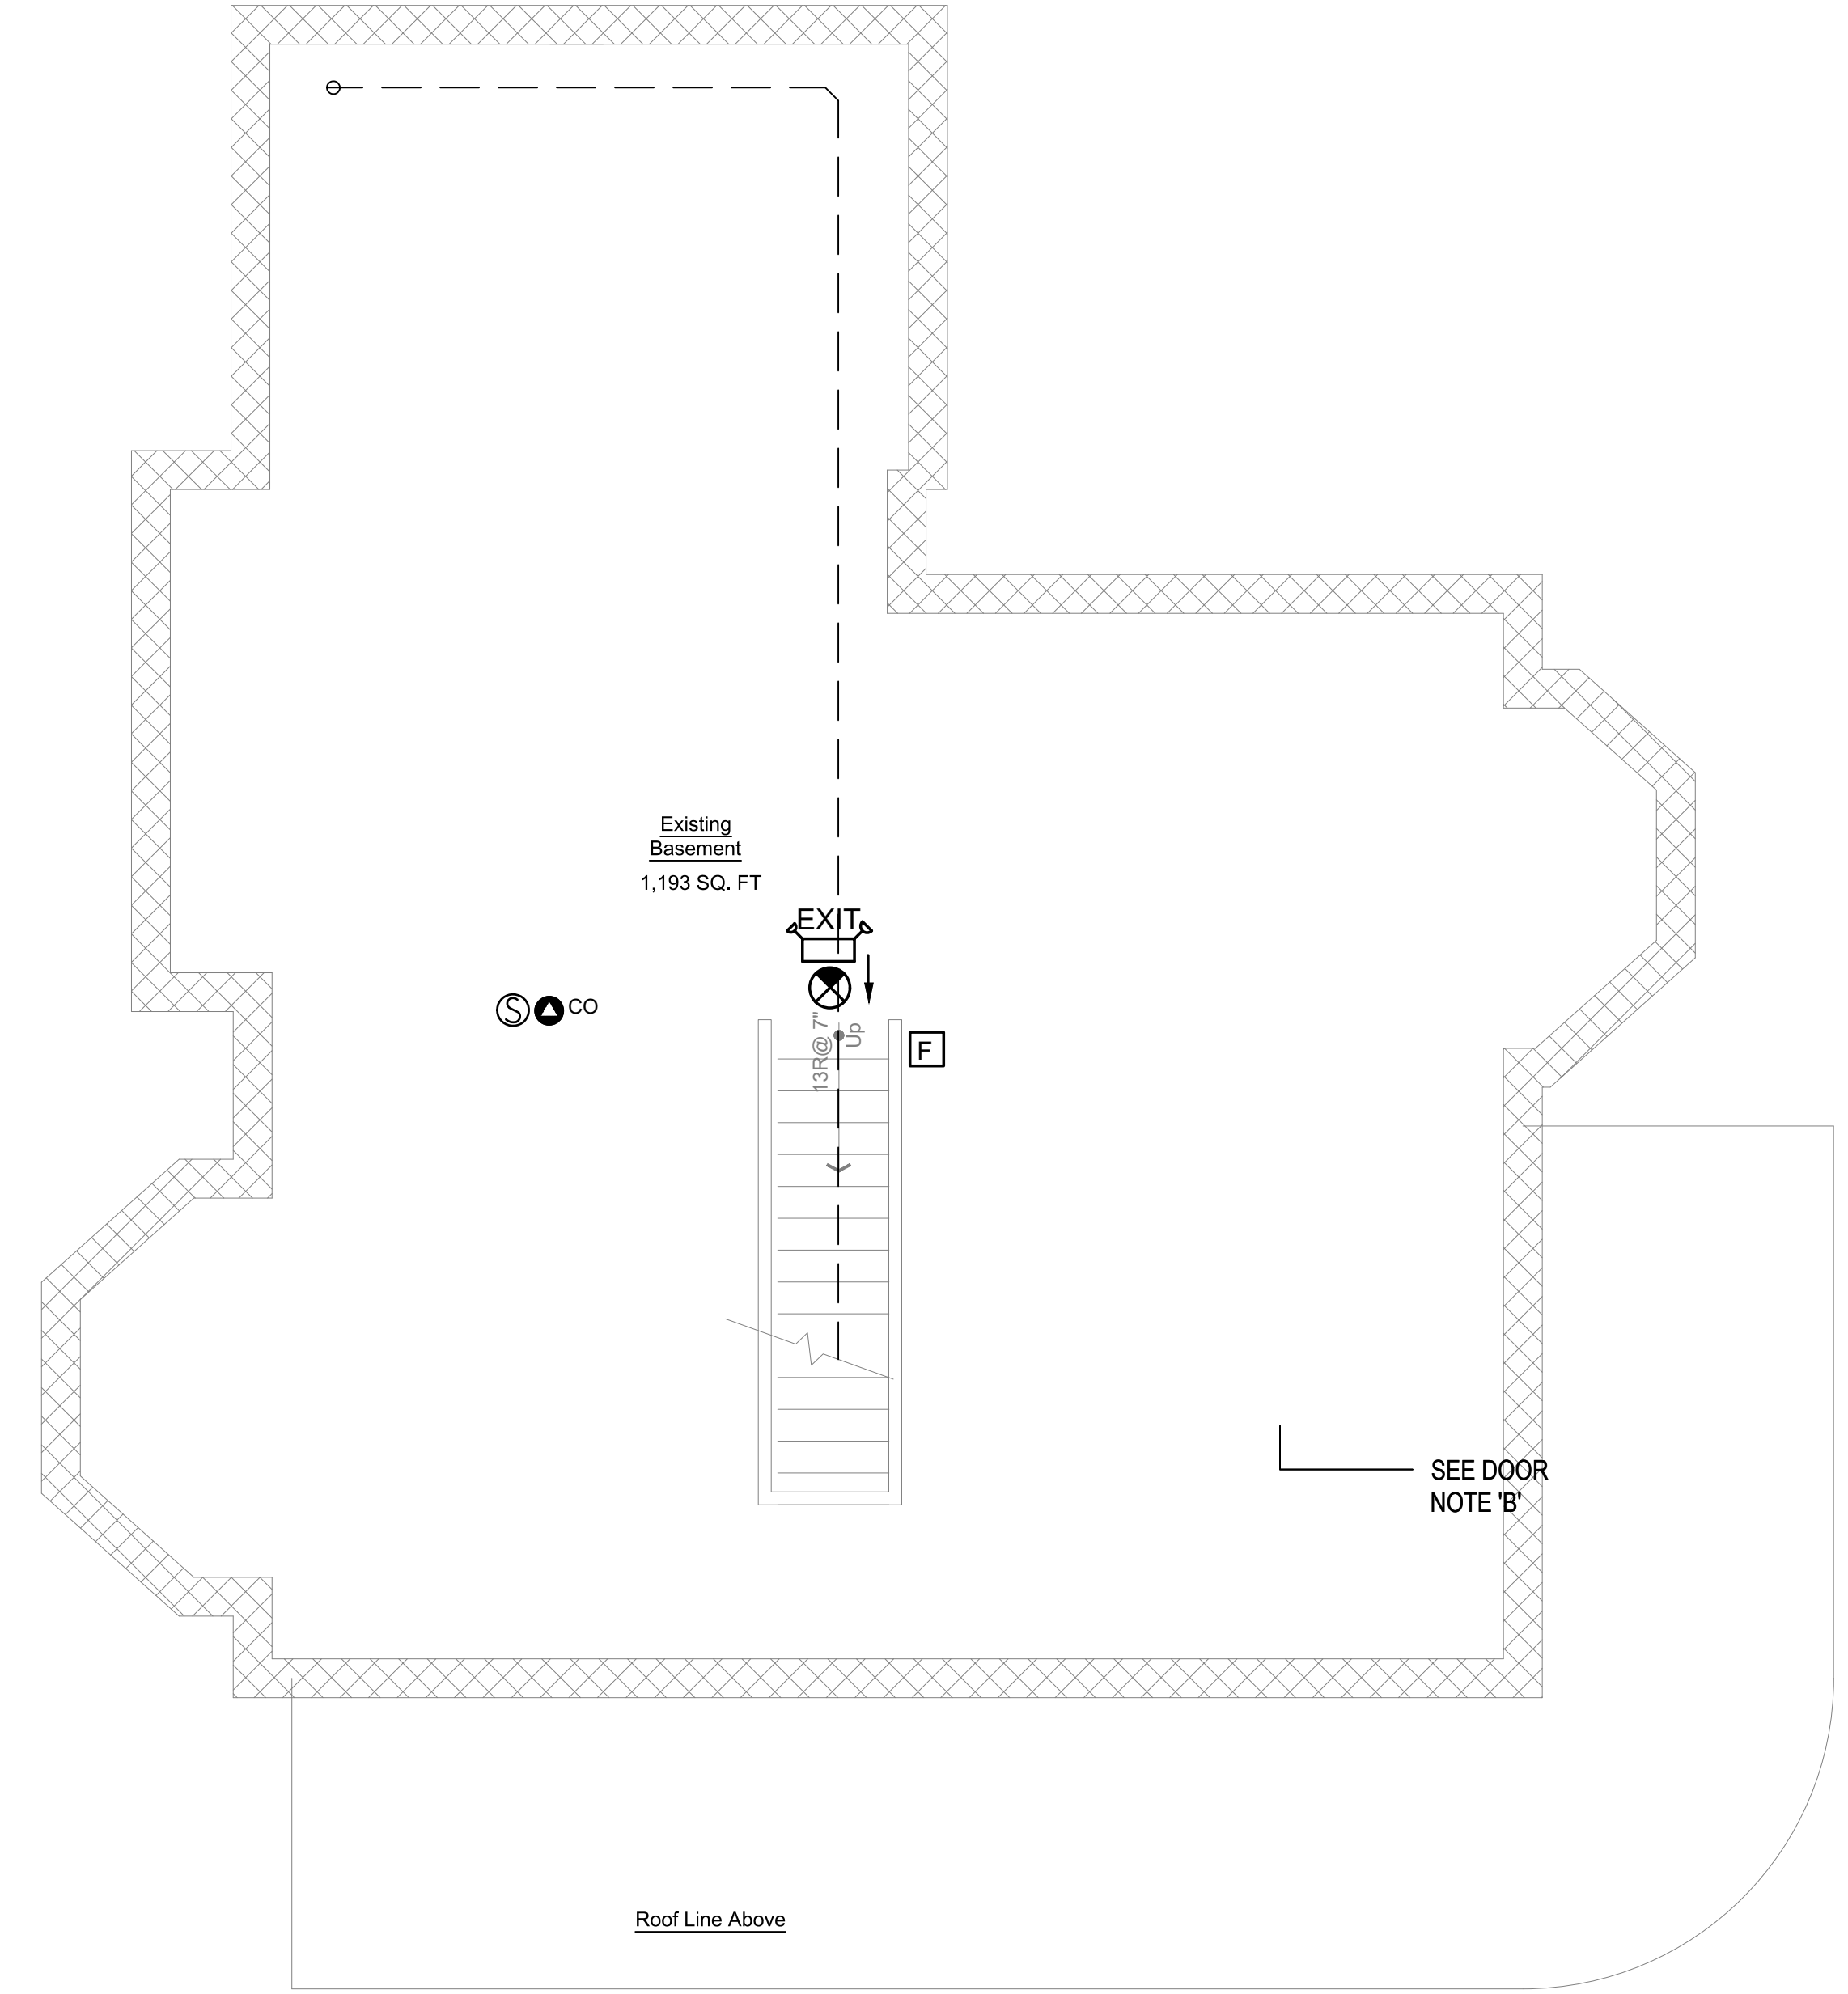 Existing
Basement
1,193 SQ. FT
EXIT
S
CO
13R@ 7"
Up
F
SEE DOOR
NOTE 'B'
Roof Line Above